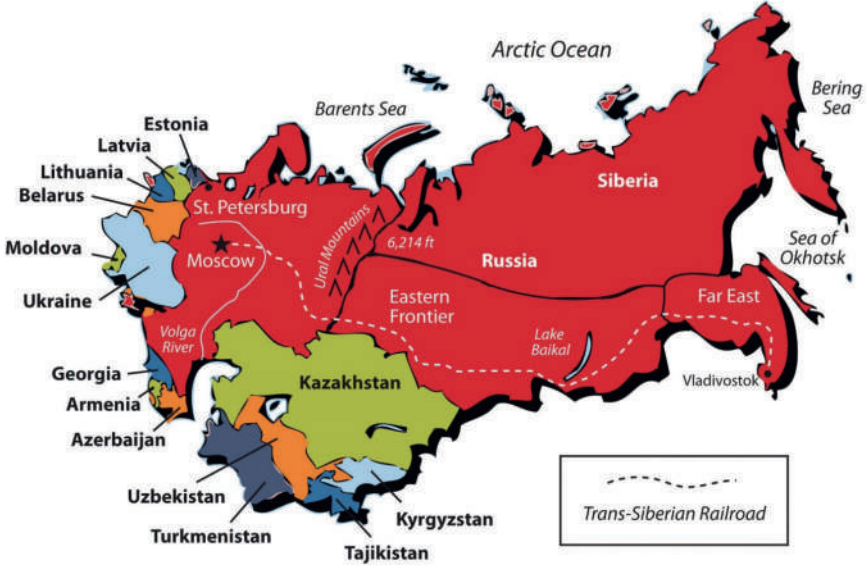 Arctic Ocean
Bering
Sea
Barents Sea
Estonia
Latvia
Lithuania
Belarus
St. Petersburg
Siberia
Moldova
Moscow
Ural Mountains
6,214 ft
Russia
Sea of
Okhotsk
Ukraine
Eastern
Frontier
Far East
Volga
River
Lake
Baikal
Georgia
Kazakhstan
Vladivostok
Armenia
Azerbaijan
Uzbekistan
Kyrgyzstan
Turkmenistan
Tajikistan
Trans-Siberian Railroad